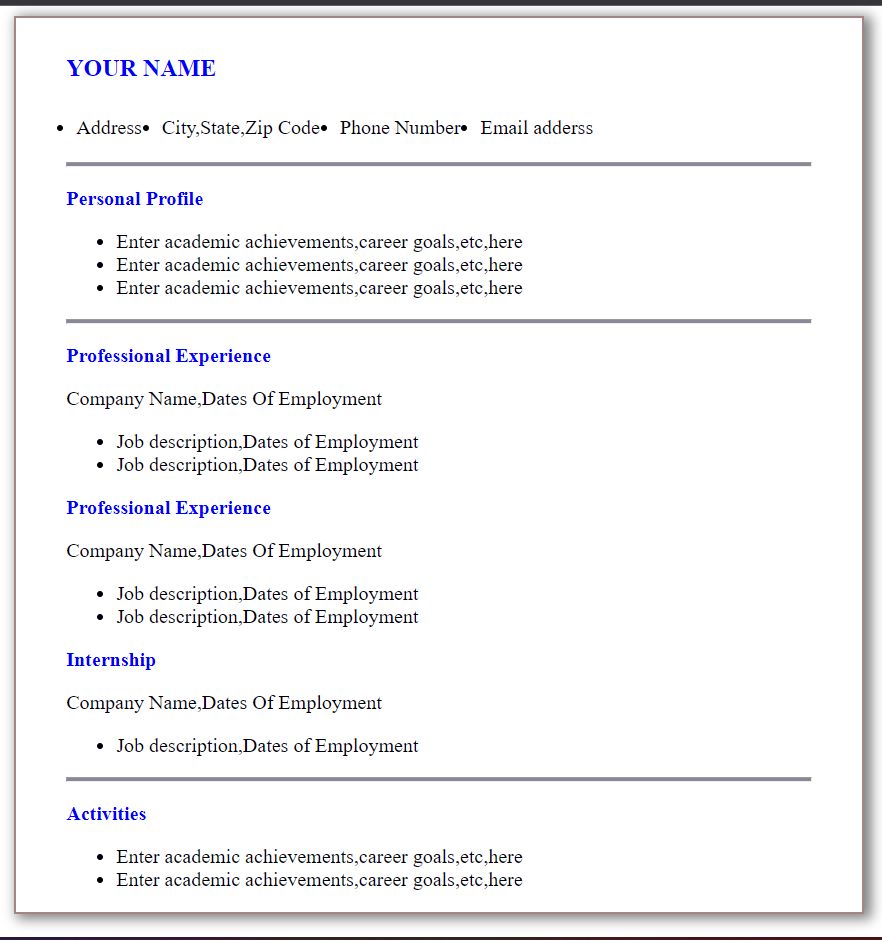 YOUR NAME
• Address• City,State,Zip Code• Phone Number• Email adderss
Personal Profile
• Enter academic achievements,career goals,etc,here
• Enter academic achievements,career goals,etc,here
• Enter academic achievements,career goals,etc,here
Professional Experience
Company Name,Dates Of Employment
• Job description,Dates of Employment
• Job description,Dates of Employment
Professional Experience
Company Name,Dates Of Employment
• Job description,Dates of Employment
• Job description,Dates of Employment
Internship
Company Name,Dates Of Employment
• Job description,Dates of Employment
Activities
• Enter academic achievements,career goals,etc,here
• Enter academic achievements,career goals,etc,here